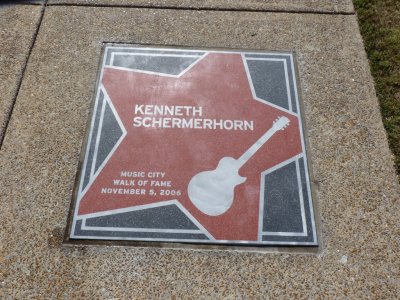 KENNETH
SCHERMERHORN
MUSIC CITY
WALK OF FAME
NOVEMBER 5, 2006